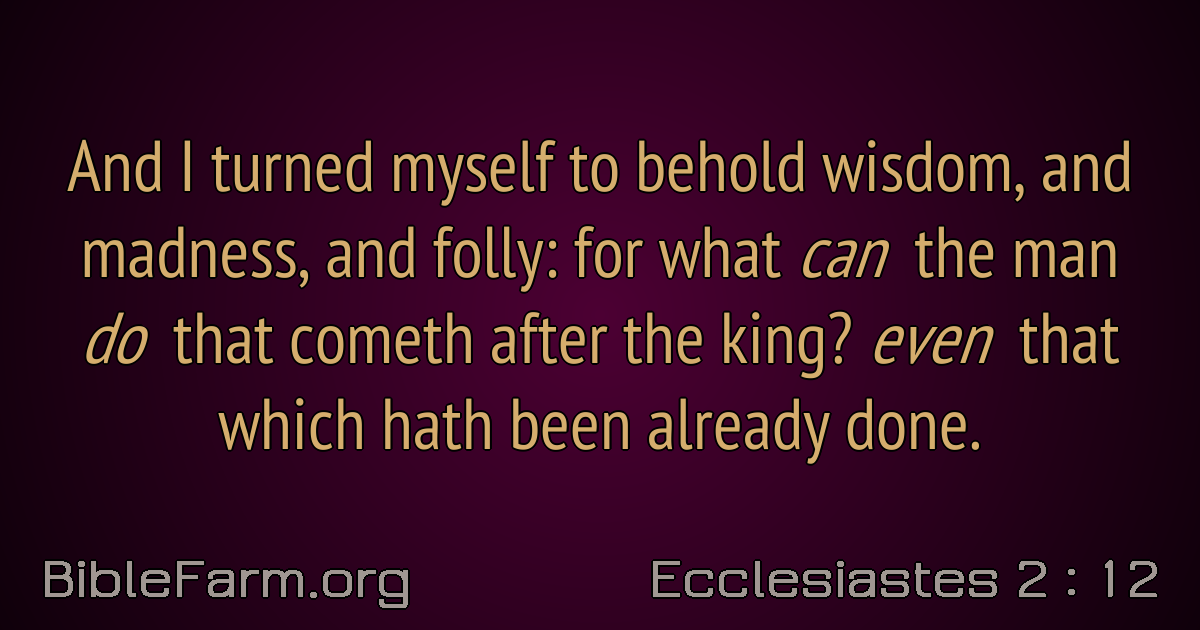 And I turned myself to behold wisdom, and
madness, and folly: for what can the man
do that cometh after the king? even that
which hath been already done.
BibleFarm.org
Ecclesiastes 2 : 12